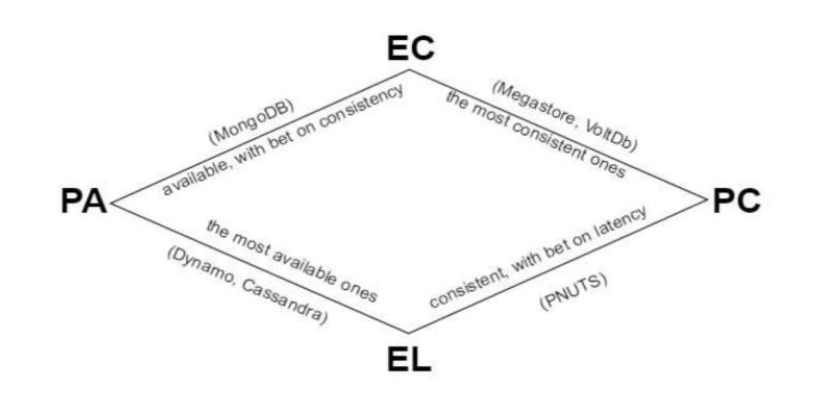 EC
(MongoDB)
available, with bet on consistency
(Megastore, VoltDb)
the most consistent ones
PA
PC
the most available ones
(Dynamo, Cassandra)
consistent, with bet on latency
(PNUTS)
EL